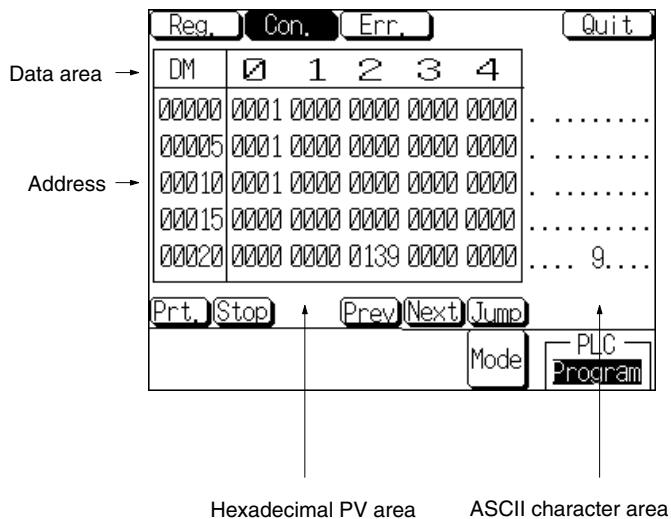 Reg. Con. Err. Quit
Data area
DM 0 1 2 3 4
00000 0001 0000 0000 0000 0000 . ........
00005 0001 0000 0000 0000 0000 . ........
Address
00010 0001 0000 0000 0000 0000 . ........
00015 0000 0000 0000 0000 0000 ..........
00020 0000 0000 0139 0000 0000 .... 9....
Prt. Stop Prev Next Jump
Mode PLC
Program
Hexadecimal PV area ASCII character area